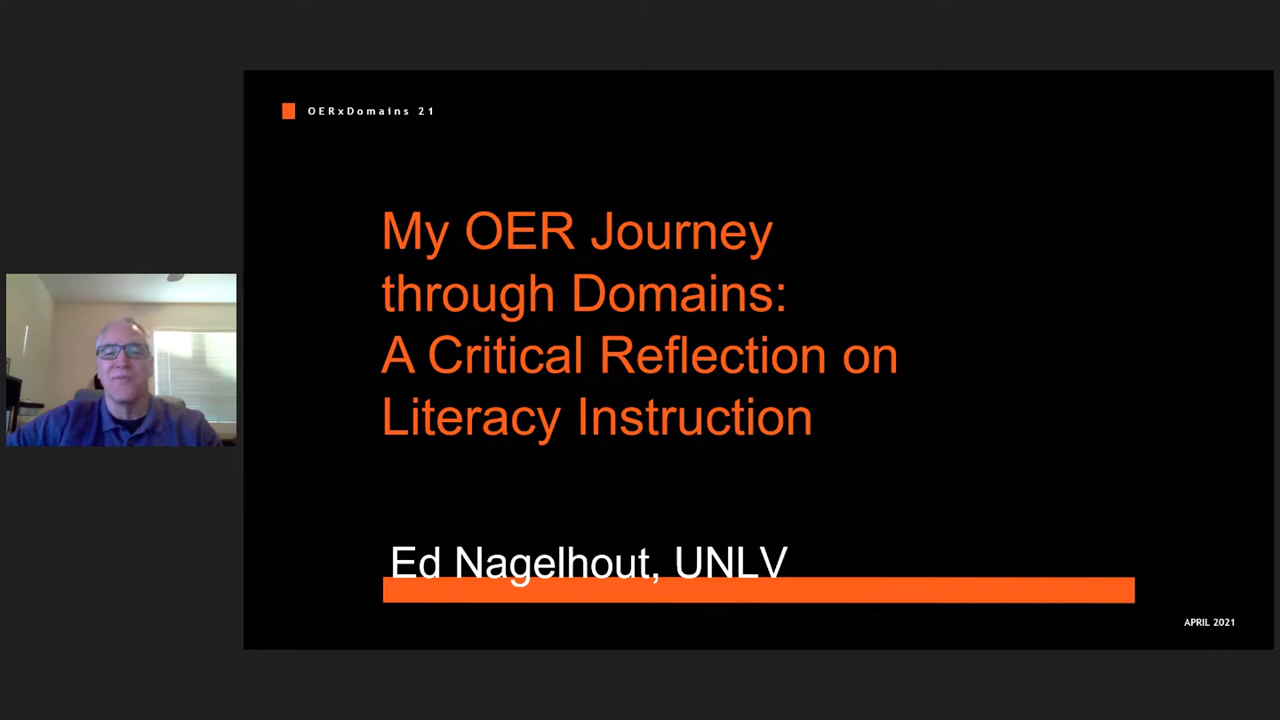 OERxDomains 21
My OER Journey
through Domains:
A Critical Reflection on
Literacy Instruction
Ed Nagelhout, UNLV
APRIL 2021